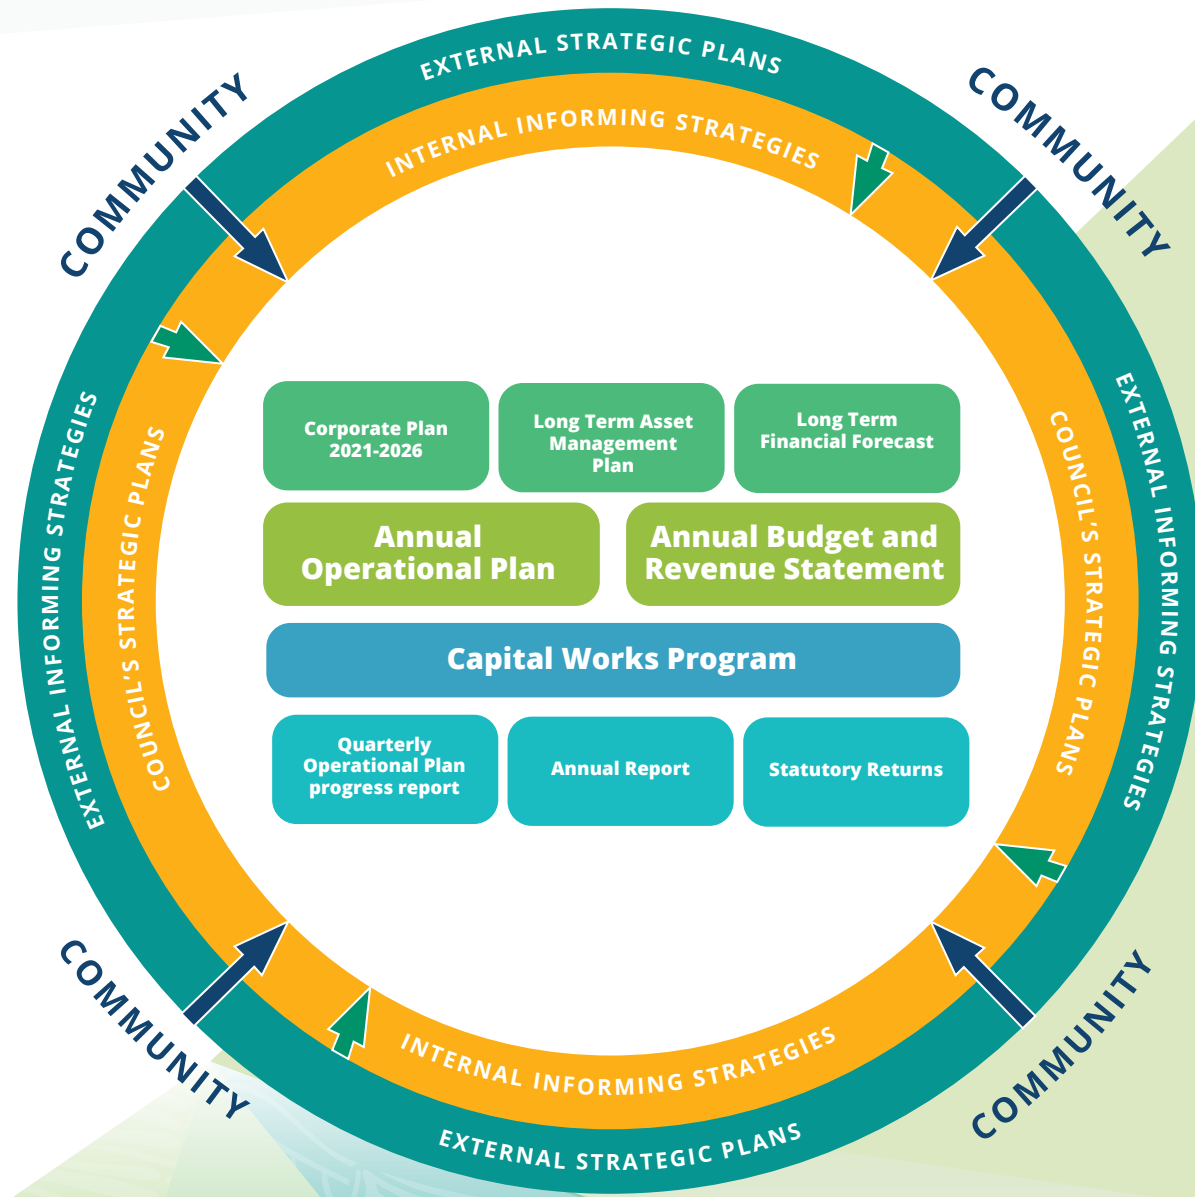 EXTERNAL STRATEGIC PLANS
INTERNAL INFORMING STRATEGIES
COMMUNITY
COMMUNITY
EXTERNAL INFORMING STRATEGIES
COUNCIL'S STRATEGIC PLANS
COUNCIL'S STRATEGIC PLANS
EXTERNAL INFORMING STRATEGIES
Corporate Plan
2021-2026
Long Term Asset
Management
Plan
Long Term
Financial Forecast
Annual
Operational Plan
Annual Budget and
Revenue Statement
Capital Works Program
Quarterly
Operational Plan
progress report
Annual Report
Statutory Returns
COMMUNITY
COMMUNITY
INTERNAL INFORMING STRATEGIES
EXTERNAL STRATEGIC PLANS